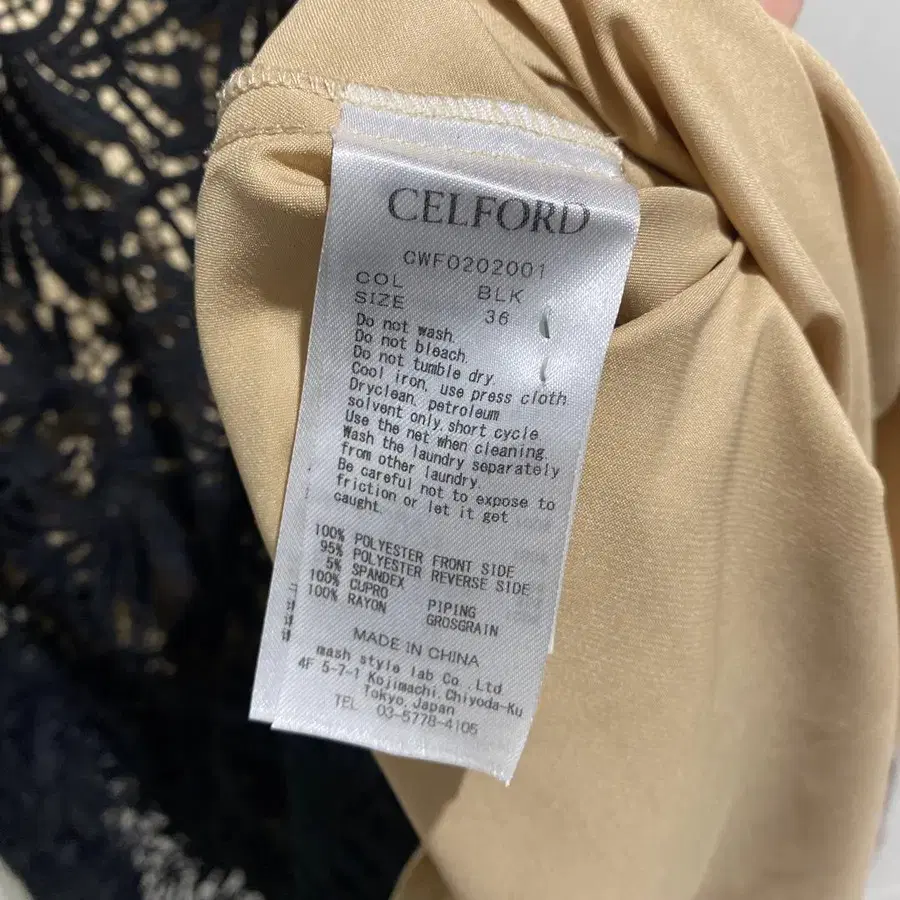 CELFORD
CWF0202001
COL BLK
SIZE 36
Do not wash.
Do not bleach.
Do not tumble dry.
Cool iron, use press cloth.
Dryclean, petroleum
solvent only, short cycle.
Use the net when cleaning.
Wash the laundry separately
from other laundry.
Be careful not to expose to
friction or let it get
caught.
100% POLYESTER FRONT SIDE
95% POLYESTER REVERSE SIDE
5% SPANDEX
100% CUPRO PIPING
100% RAYON GROSGRAIN
MADE IN CHINA
mash style lab Co., Ltd
4F 5-7-1 Kojimachi, Chiyoda-Ku
Tokyo, Japan
TEL 03-5778-4105